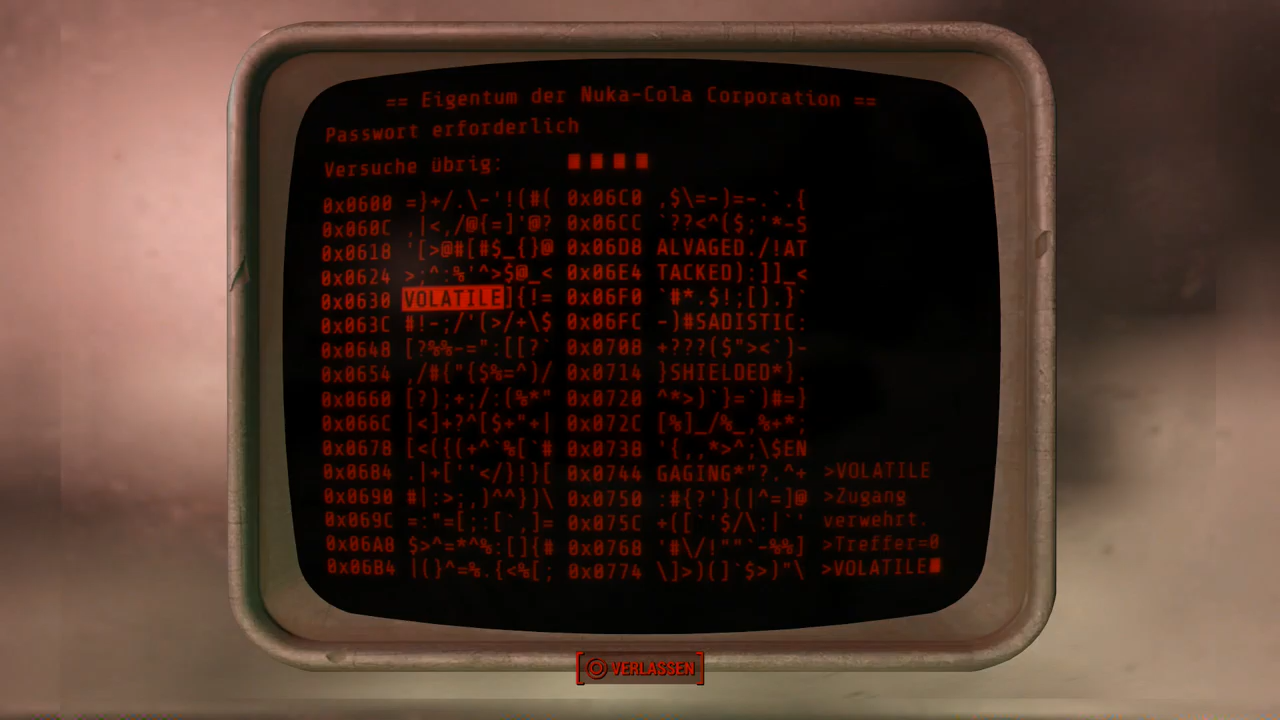 == Eigentum der Nuka-Cola Corporation ==
Passwort erforderlich
Versuche übrig: ■ ■ ■ ■
0x0600 =}+/.\-'!(#( 0x06C0 ,$\=-)=-.`.{
0x060C ,|<,/@{=]'@? 0x06CC `??<^($;'*-S
0x0618 '[>@#[#$_{}@ 0x06D8 ALVAGED./!AT
0x0624 >;^:%'^>$@_< 0x06E4 TACKED):]]_<
0x0630 VOLATILE]{!= 0x06F0 `#*.$!;[).}`
0x063C #!-;/'(>/+\$ 0x06FC -)#SADISTIC:
0x0648 [?%%-=":[[?` 0x0708 +???($"><`)-
0x0654 ,/#{"{$%=^)/ 0x0714 }SHIELDED*}.
0x0660 [?);+;/:(%*" 0x0720 ^*>)`}=`)#=}
0x066C |<]+?^[$+"+| 0x072C [%]_/%_,%+*;
0x0678 [<({(+^`%[`# 0x0738 '{,,*>^;\$EN
0x0684 .|+[''</)!}[ 0x0744 GAGING*"?.^+
0x0690 #|:>;,)^^})\ 0x0750 :#{?'}(|^=]@
0x069C =:"=[;:[`,]= 0x075C +([`'$/\:|`'
0x06A8 $>^=*^%:[]{# 0x0768 '#\/!""`-%%]
0x06B4 |(}^=%.{<%[; 0x0774 \]>)(]`$>)"\
>VOLATILE
>Zugang
verwehrt.
>Treffer=0
>VOLATILE■
VERLASSEN